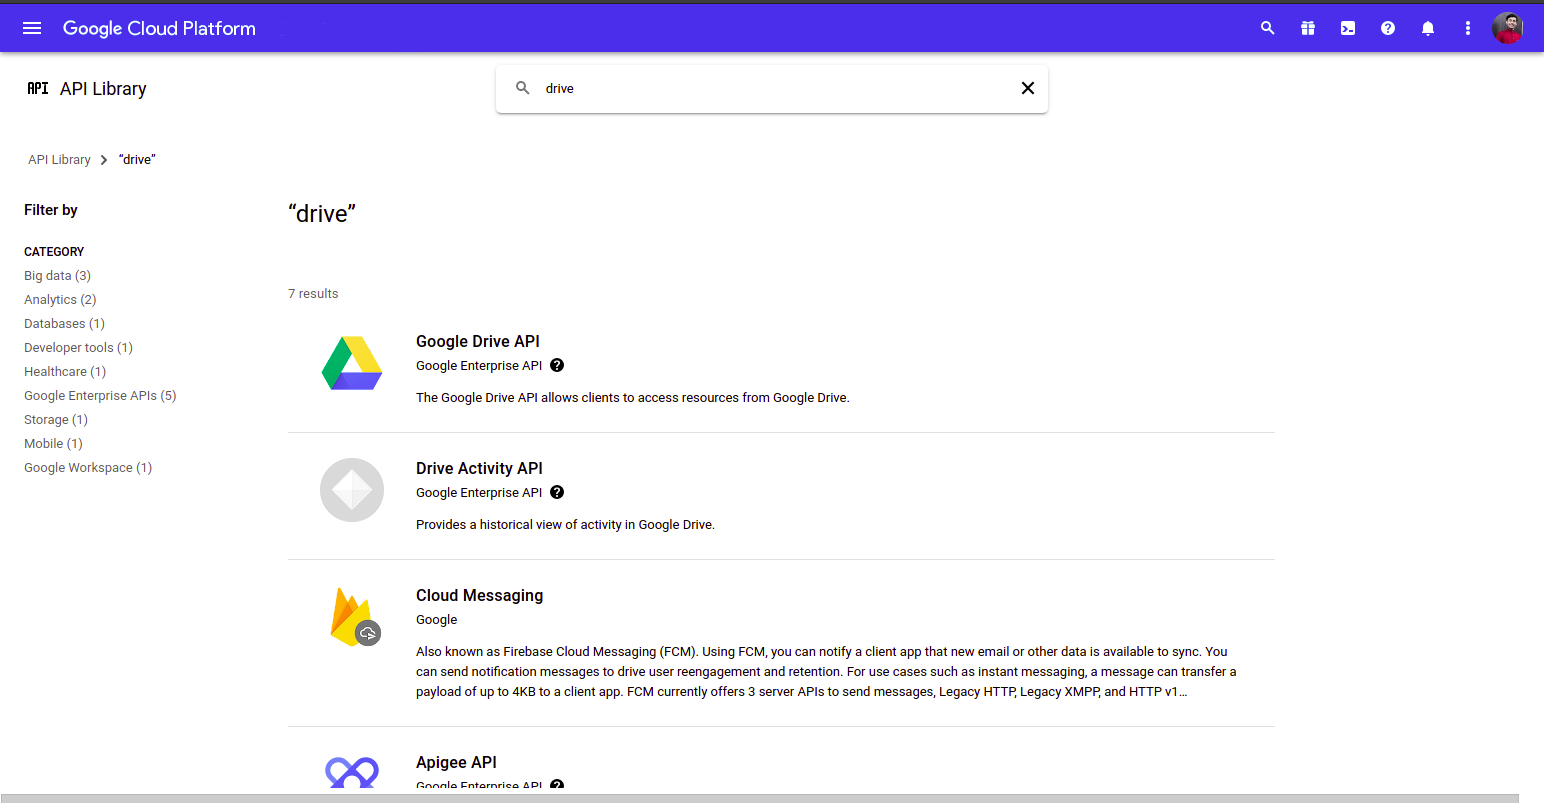 Google Cloud Platform
API API Library
drive
API Library “drive”
Filter by
CATEGORY
Big data (3)
Analytics (2)
Databases (1)
Developer tools (1)
Healthcare (1)
Google Enterprise APIs (5)
Storage (1)
Mobile (1)
Google Workspace (1)
“drive”
7 results
Google Drive API
Google Enterprise API
The Google Drive API allows clients to access resources from Google Drive.
Drive Activity API
Google Enterprise API
Provides a historical view of activity in Google Drive.
Cloud Messaging
Google
Also known as Firebase Cloud Messaging (FCM). Using FCM, you can notify a client app that new email or other data is available to sync. You
can send notification messages to drive user reengagement and retention. For use cases such as instant messaging, a message can transfer a
payload of up to 4KB to a client app. FCM currently offers 3 server APIs to send messages, Legacy HTTP, Legacy XMPP, and HTTP v1…
Apigee API
Google Enterprise API